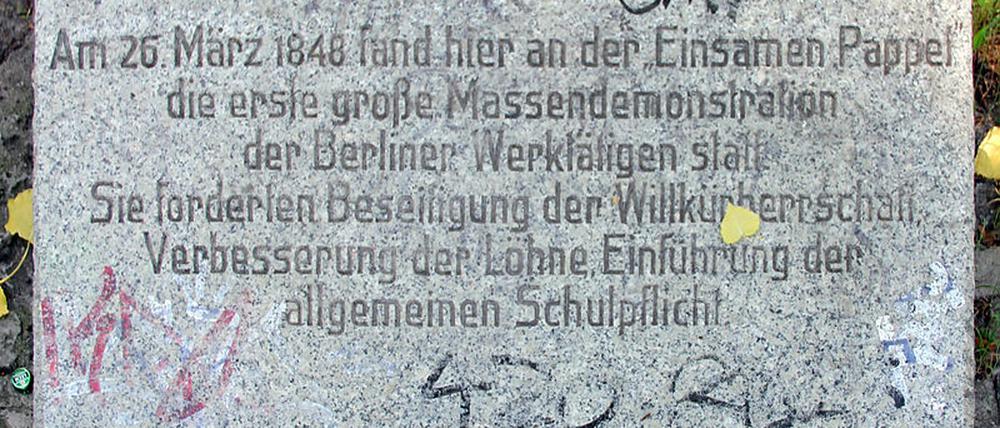 Am 26. März 1848 fand hier an der „Einsamen Pappel"
die erste große Massendemonstration
der Berliner Werktätigen statt.
Sie forderten Beseitigung der Willkürherrschaft,
Verbesserung der Löhne, Einführung der
allgemeinen Schulpflicht.